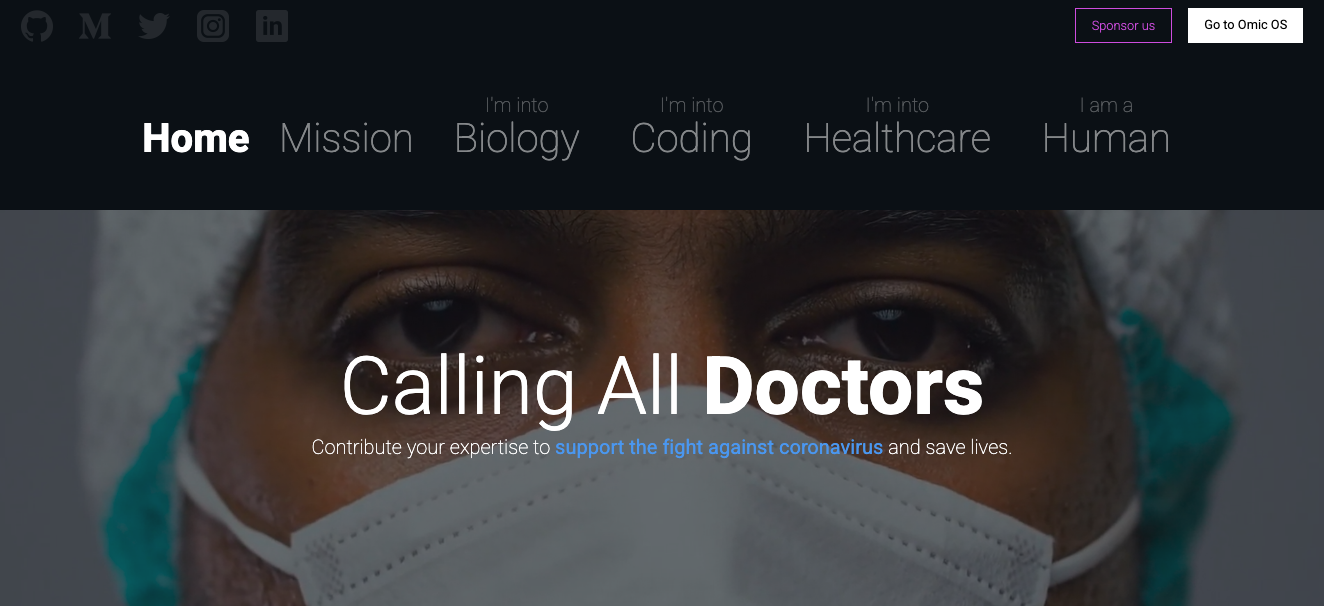 Sponsor us
Go to Omic OS
Home
Mission
I'm into
Biology
I'm into
Coding
I'm into
Healthcare
I am a
Human
Calling All Doctors
Contribute your expertise to support the fight against coronavirus and save lives.